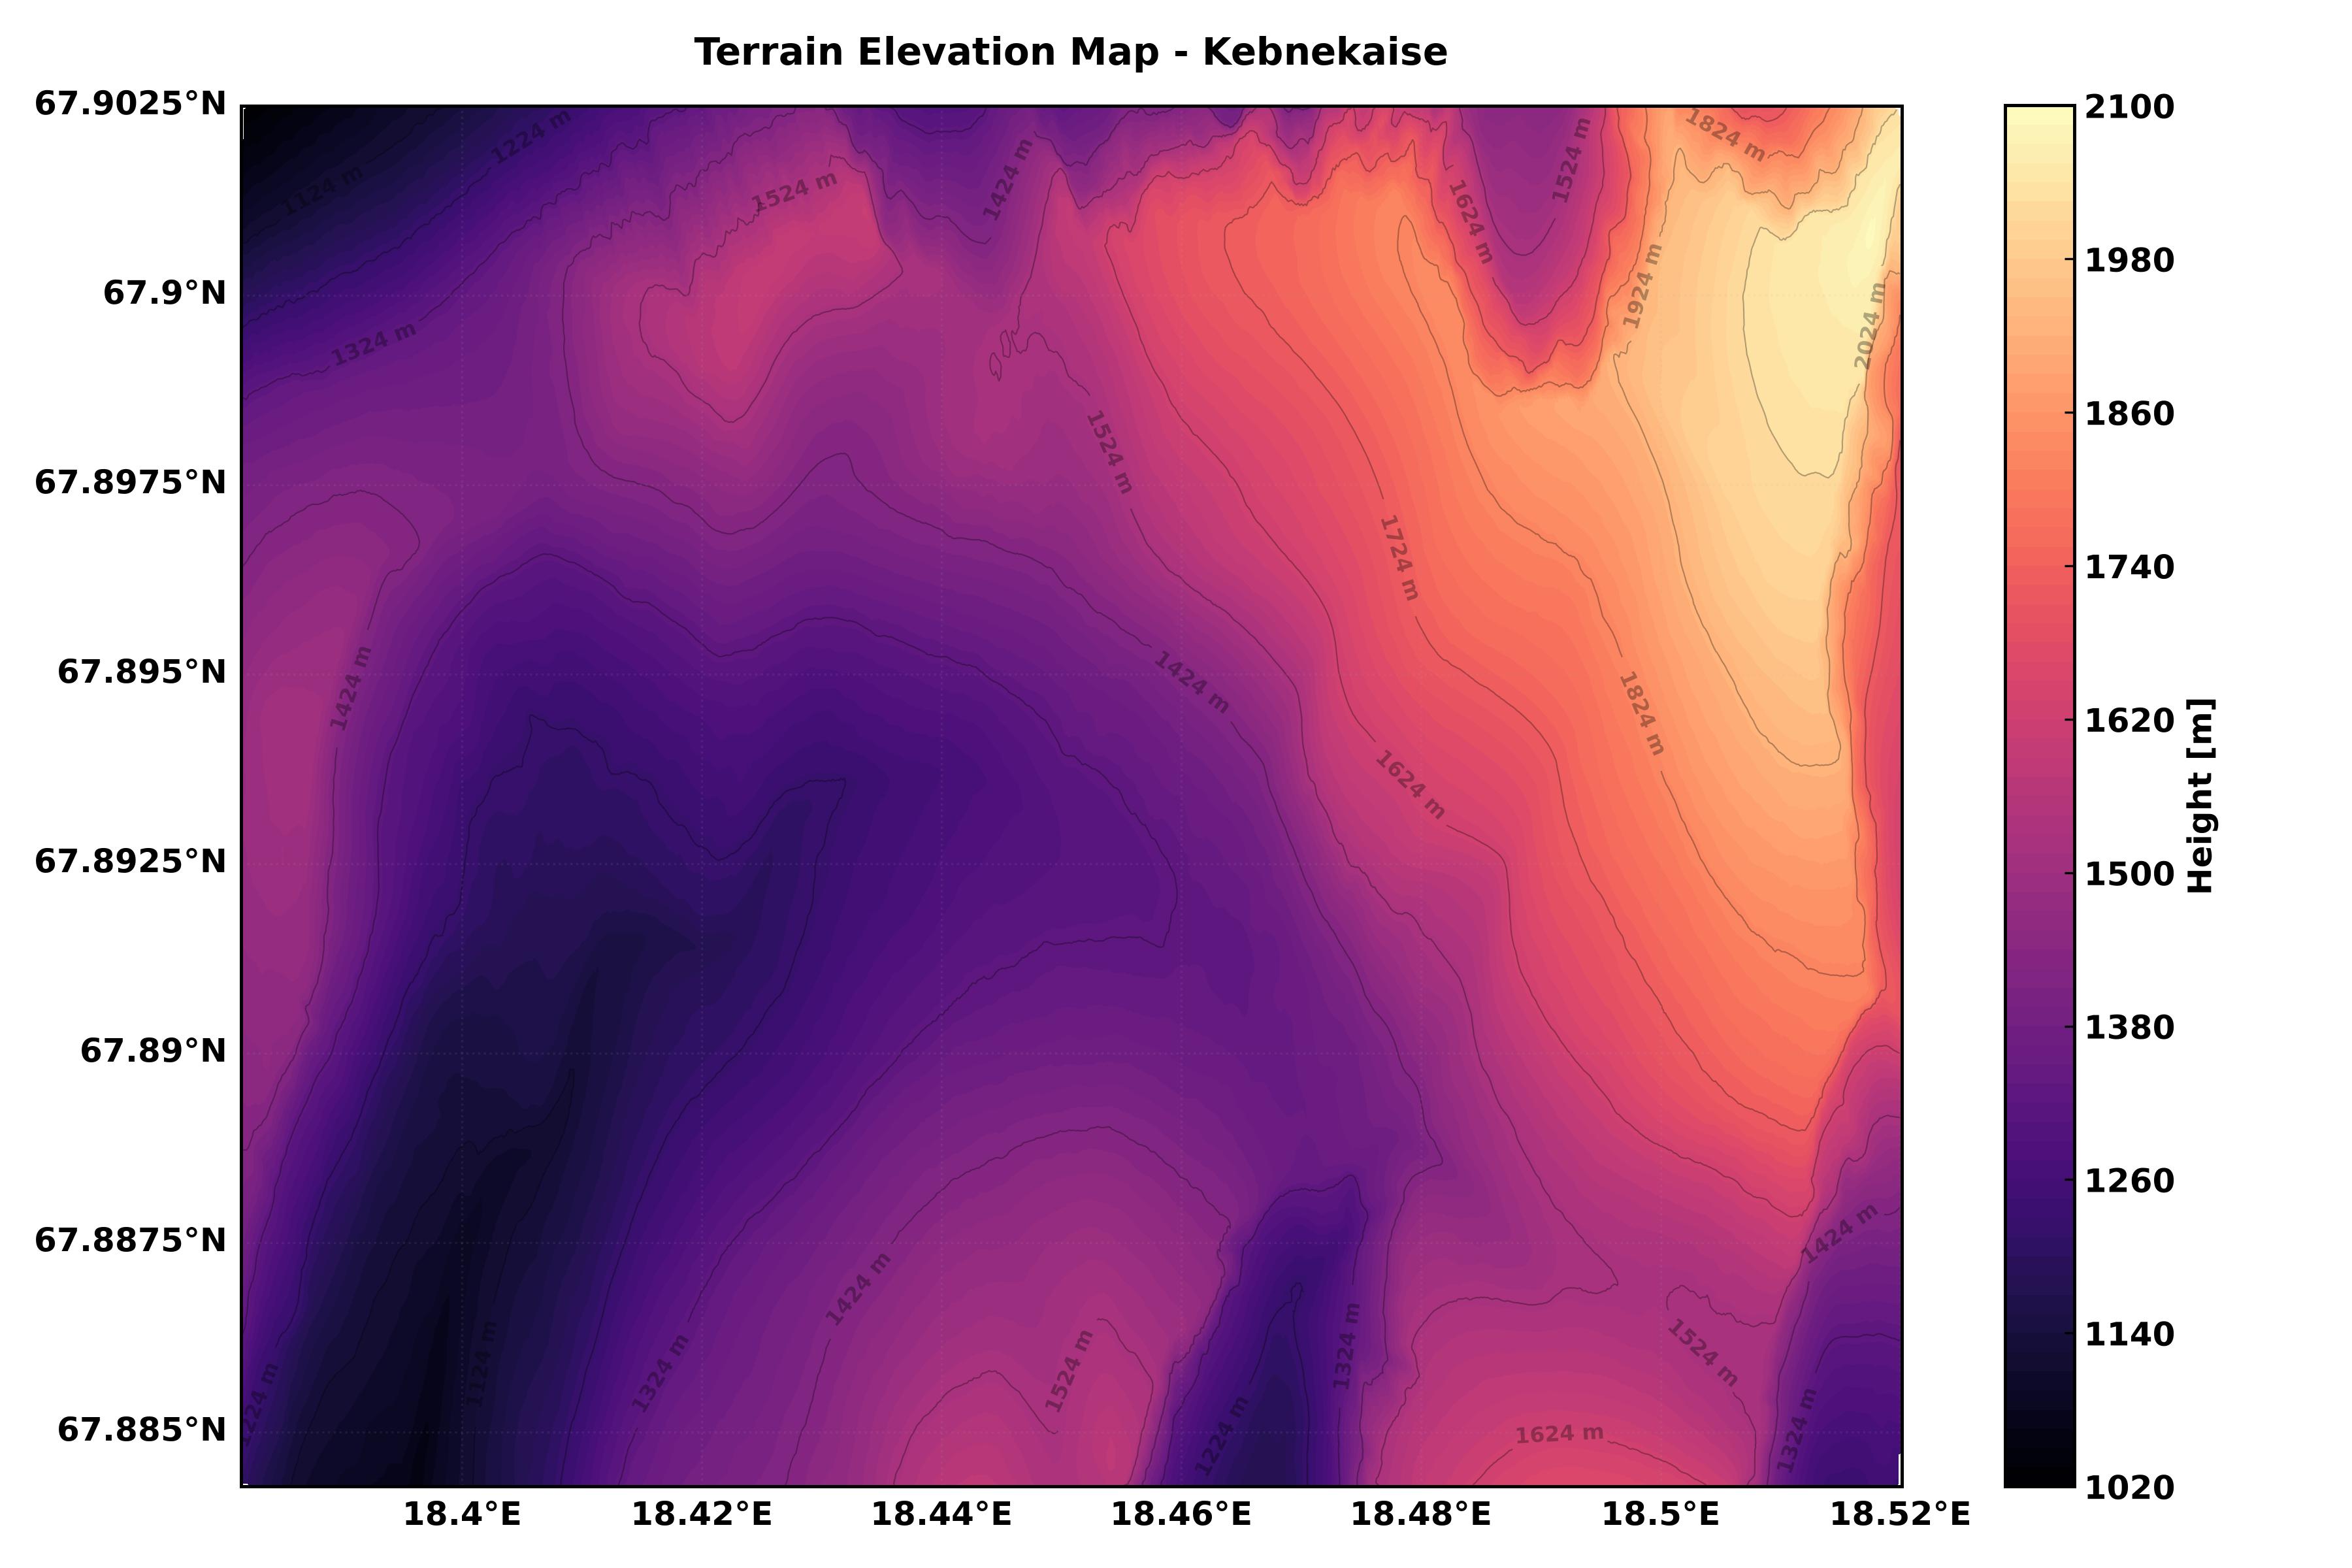 Terrain Elevation Map - Kebnekaise
67.9025°N
67.9°N
67.8975°N
67.895°N
67.8925°N
67.89°N
67.8875°N
67.885°N
1124 m
1224 m
1324 m
1524 m
1424 m
1624 m
1524 m
1824 m
1924 m
2024 m
1524 m
1724 m
1424 m
1424 m
1824 m
1624 m
1424 m
1424 m
1524 m
1324 m
1524 m
1324 m
1124 m
1224 m
1224 m
1624 m
1324 m
18.4°E
18.42°E
18.44°E
18.46°E
18.48°E
18.5°E
18.52°E
2100
1980
1860
1740
1620
1500
1380
1260
1140
1020
Height [m]